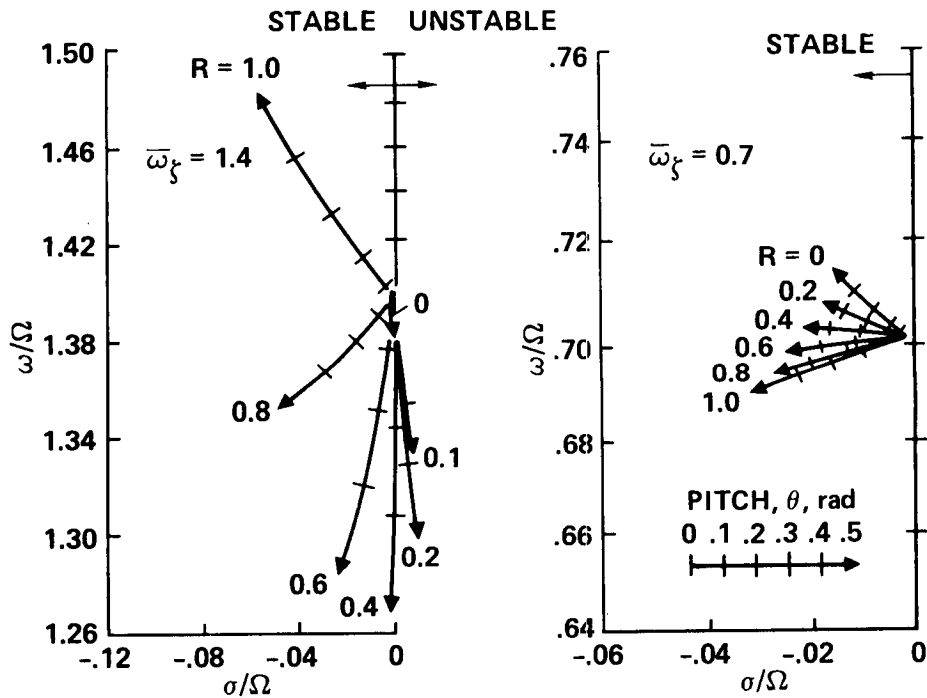 STABLE UNSTABLE
1.50
R = 1.0
ω̄ζ = 1.4
1.46
1.42
ω/Ω
1.38
0
0.8
1.34
0.1
1.30
0.2
0.6
0.4
1.26
-.12 -.08 -.04 0
σ/Ω
STABLE
.76
ω̄ζ = 0.7
.74
.72
R = 0
0.2
0.4
ω/Ω
.70
0.6
0.8
1.0
.68
PITCH, θ, rad
0 .1 .2 .3 .4 .5
.66
.64
-.06 -.04 -.02 0
σ/Ω